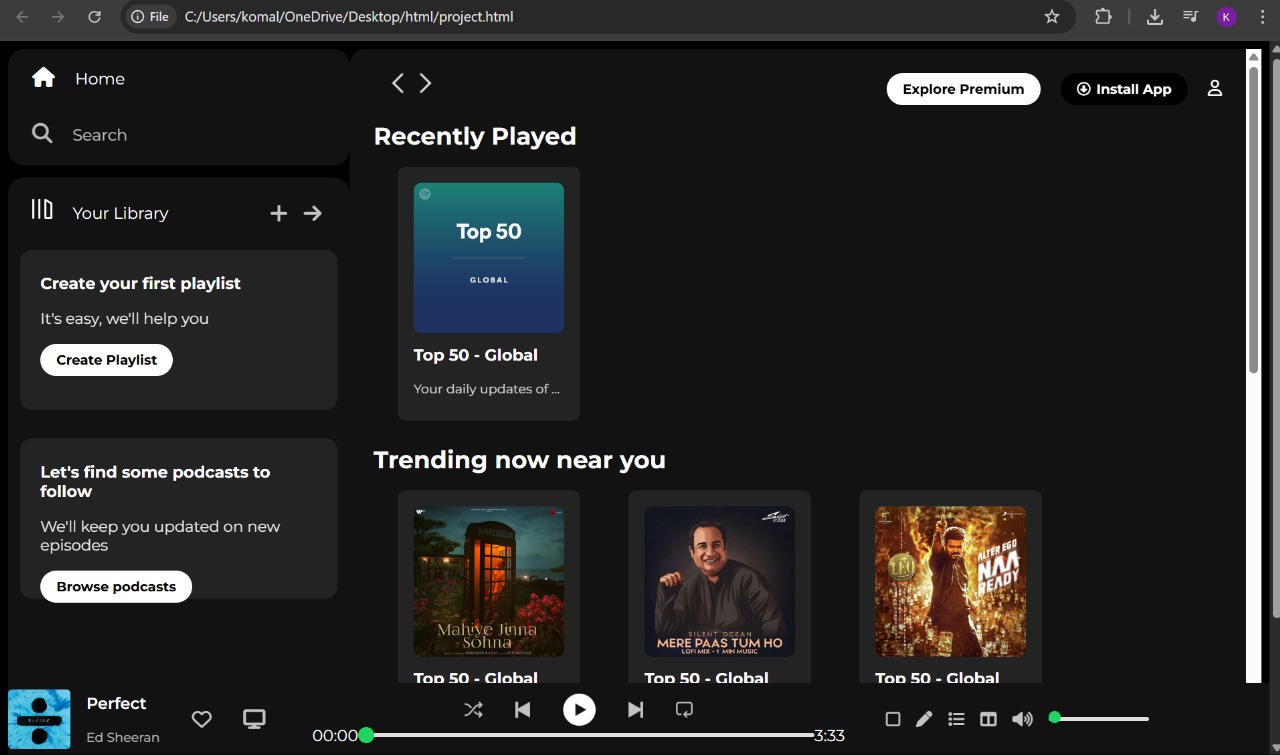 File C:/Users/komal/OneDrive/Desktop/html/project.html K
Home
Search
Your Library
Create your first playlist
It's easy, we'll help you
Create Playlist
Let's find some podcasts to
follow
We'll keep you updated on new
episodes
Browse podcasts
Explore Premium
Install App
Recently Played
Top 50
GLOBAL
Top 50 - Global
Your daily updates of ...
Trending now near you
Mahiye Jinna
Sohna
Top 50 - Global
Silent
Ocean
SILENT OCEAN
MERE PAAS TUM HO
LOFI MIX - 1 MIN MUSIC
Top 50 - Global
ALTER EGO
NAA
READY
Top 50 - Global
Perfect
Ed Sheeran
00:00
3:33